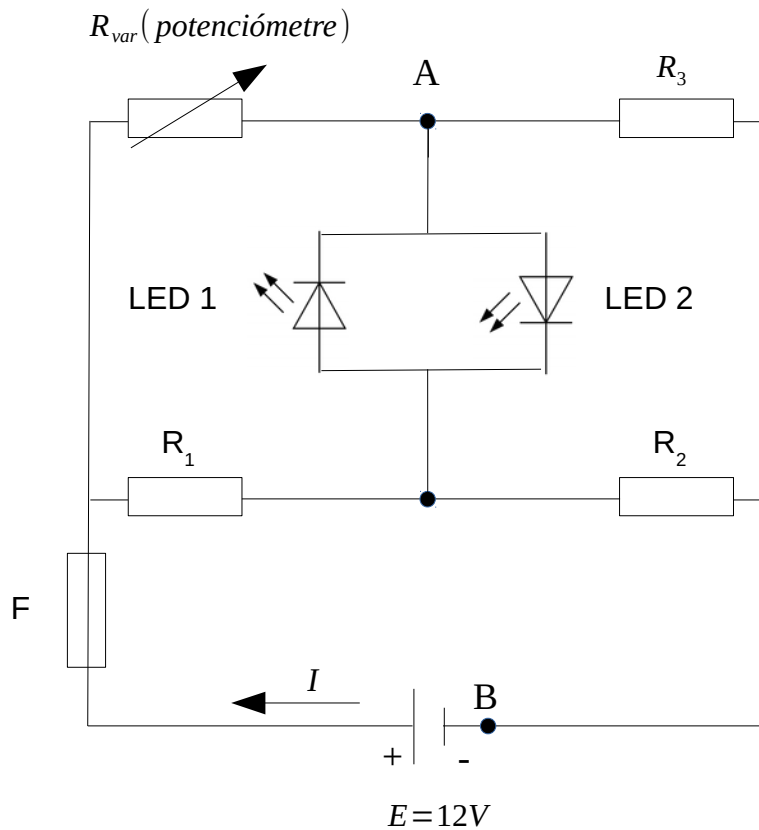 R_var(potenciómetre)
A
R_3
LED 1
LED 2
R_1
R_2
F
I
B
+
-
E=12V